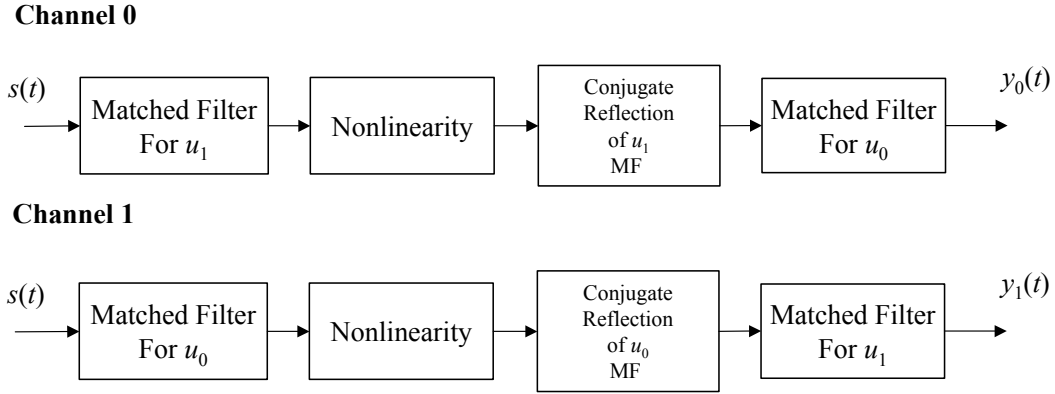 Channel 0
s(t)
Matched Filter
For u1
Nonlinearity
Conjugate
Reflection
of u1
MF
Matched Filter
For u0
y0(t)
Channel 1
s(t)
Matched Filter
For u0
Nonlinearity
Conjugate
Reflection
of u0
MF
Matched Filter
For u1
y1(t)